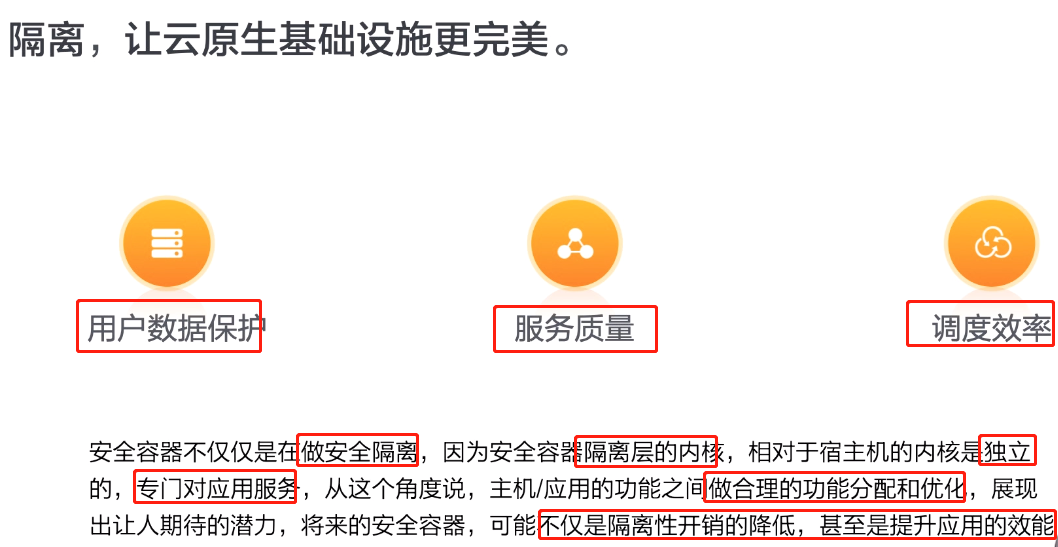 隔离，让云原生基础设施更完美。
用户数据保护
服务质量
调度效率
安全容器不仅仅是在做安全隔离，因为安全容器隔离层的内核，相对于宿主机的内核是独立
的，专门对应用服务，从这个角度说，主机/应用的功能之间做合理的功能分配和优化，展现
出让人期待的潜力，将来的安全容器，可能不仅是隔离性开销的降低，甚至是提升应用的效能